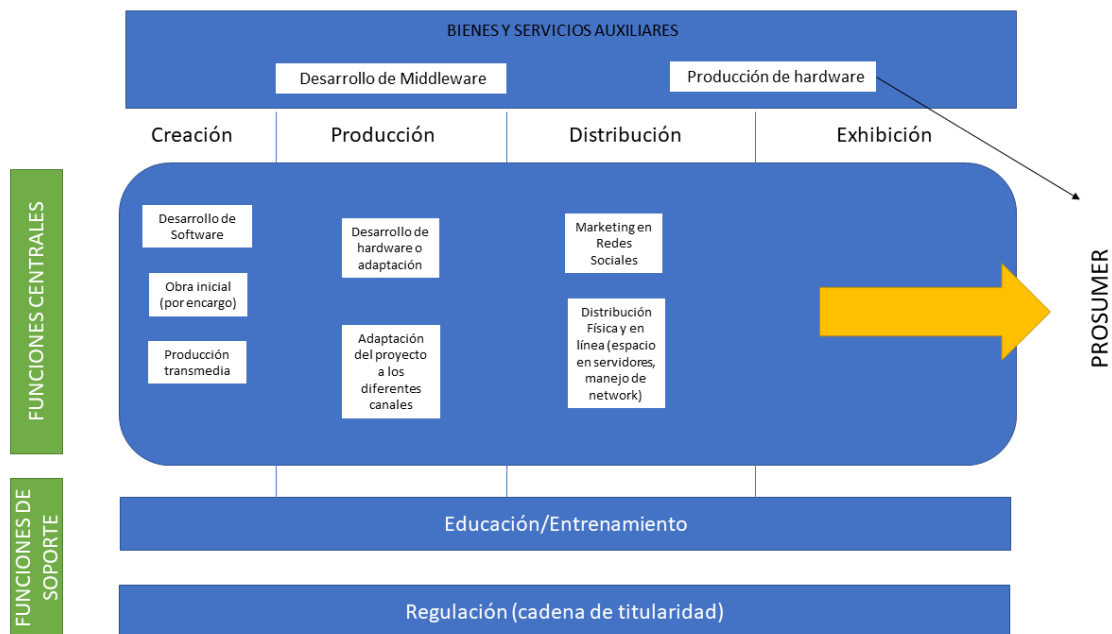 BIENES Y SERVICIOS AUXILIARES
Desarrollo de Middleware
Producción de hardware
Creación
Producción
Distribución
Exhibición
FUNCIONES CENTRALES
Desarrollo de
Software
Obra inicial
(por encargo)
Producción
transmedia
Desarrollo de
hardware o
adaptación
Adaptación
del proyecto
a los
diferentes
canales
Marketing en
Redes
Sociales
Distribución
Física y en
línea (espacio
en servidores,
manejo de
network)
PROSUMER
FUNCIONES DE
SOPORTE
Educación/Entrenamiento
Regulación (cadena de titularidad)